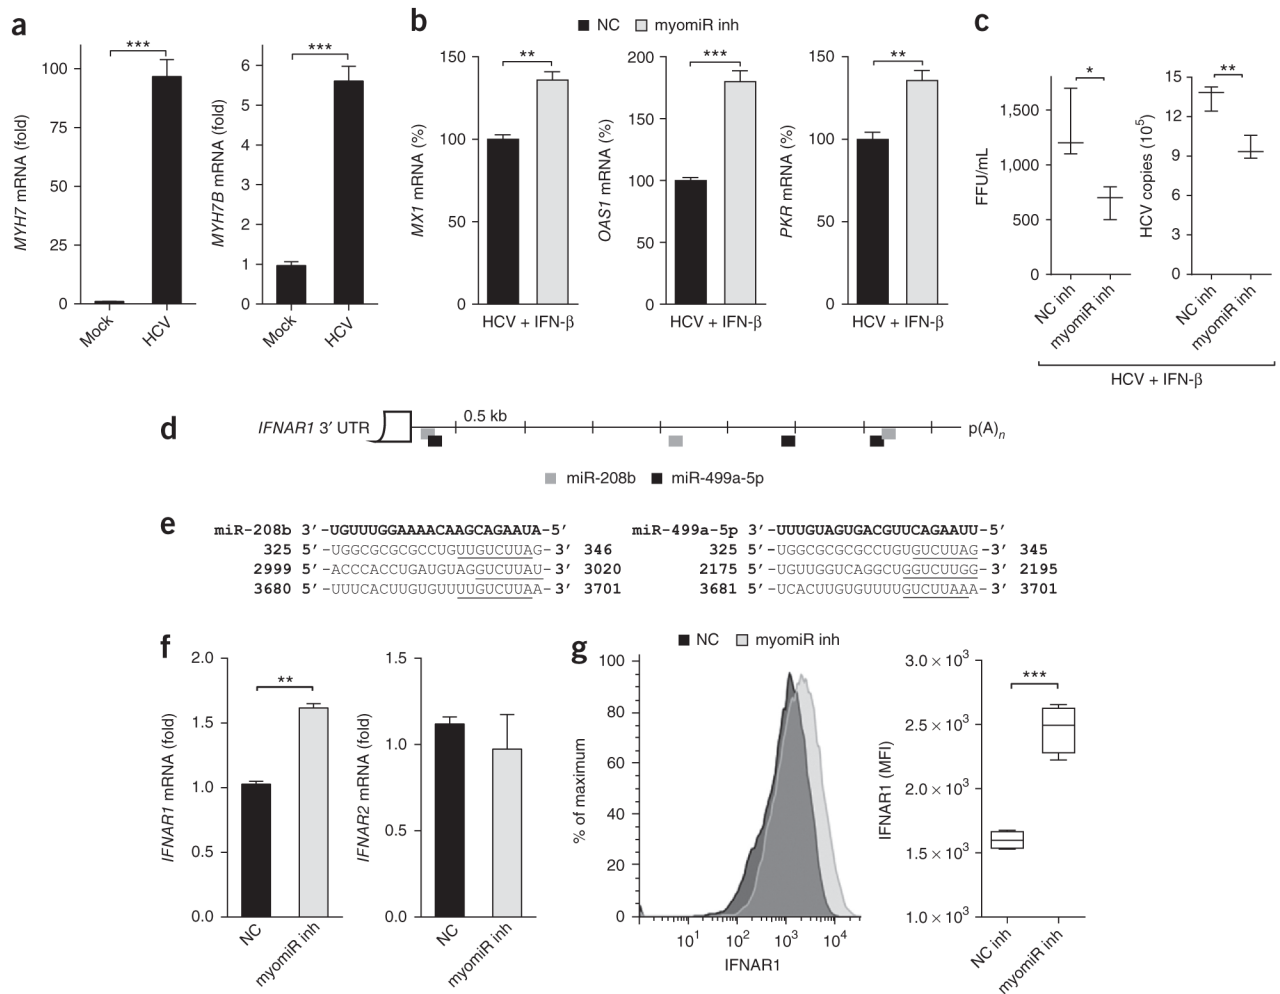 a
***
100
75
50
25
0
MYH7 mRNA (fold)
Mock
HCV
***
6
5
4
3
2
1
0
MYH7B mRNA (fold)
Mock
HCV
b
NC myomiR inh
**
150
100
50
0
MX1 mRNA (%)
HCV + IFN-β
***
200
150
100
50
0
OAS1 mRNA (%)
HCV + IFN-β
**
150
100
50
0
PKR mRNA (%)
HCV + IFN-β
c
*
1,500
1,000
500
0
FFU/mL
NC inh
myomiR inh
**
15
12
9
6
3
0
HCV copies (10⁵)
NC inh
myomiR inh
HCV + IFN-β
d
IFNAR1 3′ UTR
0.5 kb
p(A)n
miR-208b miR-499a-5p
e
miR-208b 3′-UGUUUGGAAAACAAGCAGAAUA-5′
325 5′-UGGCGCGCGCCUGUUGUCUUAG-3′ 346
2999 5′-ACCCACCUGAUGUAGGUCUUAU-3′ 3020
3680 5′-UUUCACUUGUGUUUUGUCUUAA-3′ 3701
miR-499a-5p 3′-UUUGUAGUGACGUUCAGAAUU-5′
325 5′-UGGCGCGCGCCUGUGUCUUAG-3′ 345
2175 5′-UGUUGGUCAGGCUGGUCUUGG-3′ 2195
3681 5′-UCACUUGUGUUUUGUCUUAAA-3′ 3701
f
**
2.0
1.5
1.0
0.5
0.0
IFNAR1 mRNA (fold)
NC
myomiR inh
1.5
1.0
0.5
0.0
IFNAR2 mRNA (fold)
NC
myomiR inh
g
NC myomiR inh
100
80
60
40
20
0
% of maximum
10¹ 10² 10³ 10⁴
IFNAR1
***
3.0 × 10³
2.5 × 10³
2.0 × 10³
1.5 × 10³
1.0 × 10³
IFNAR1 (MFI)
NC inh
myomiR inh